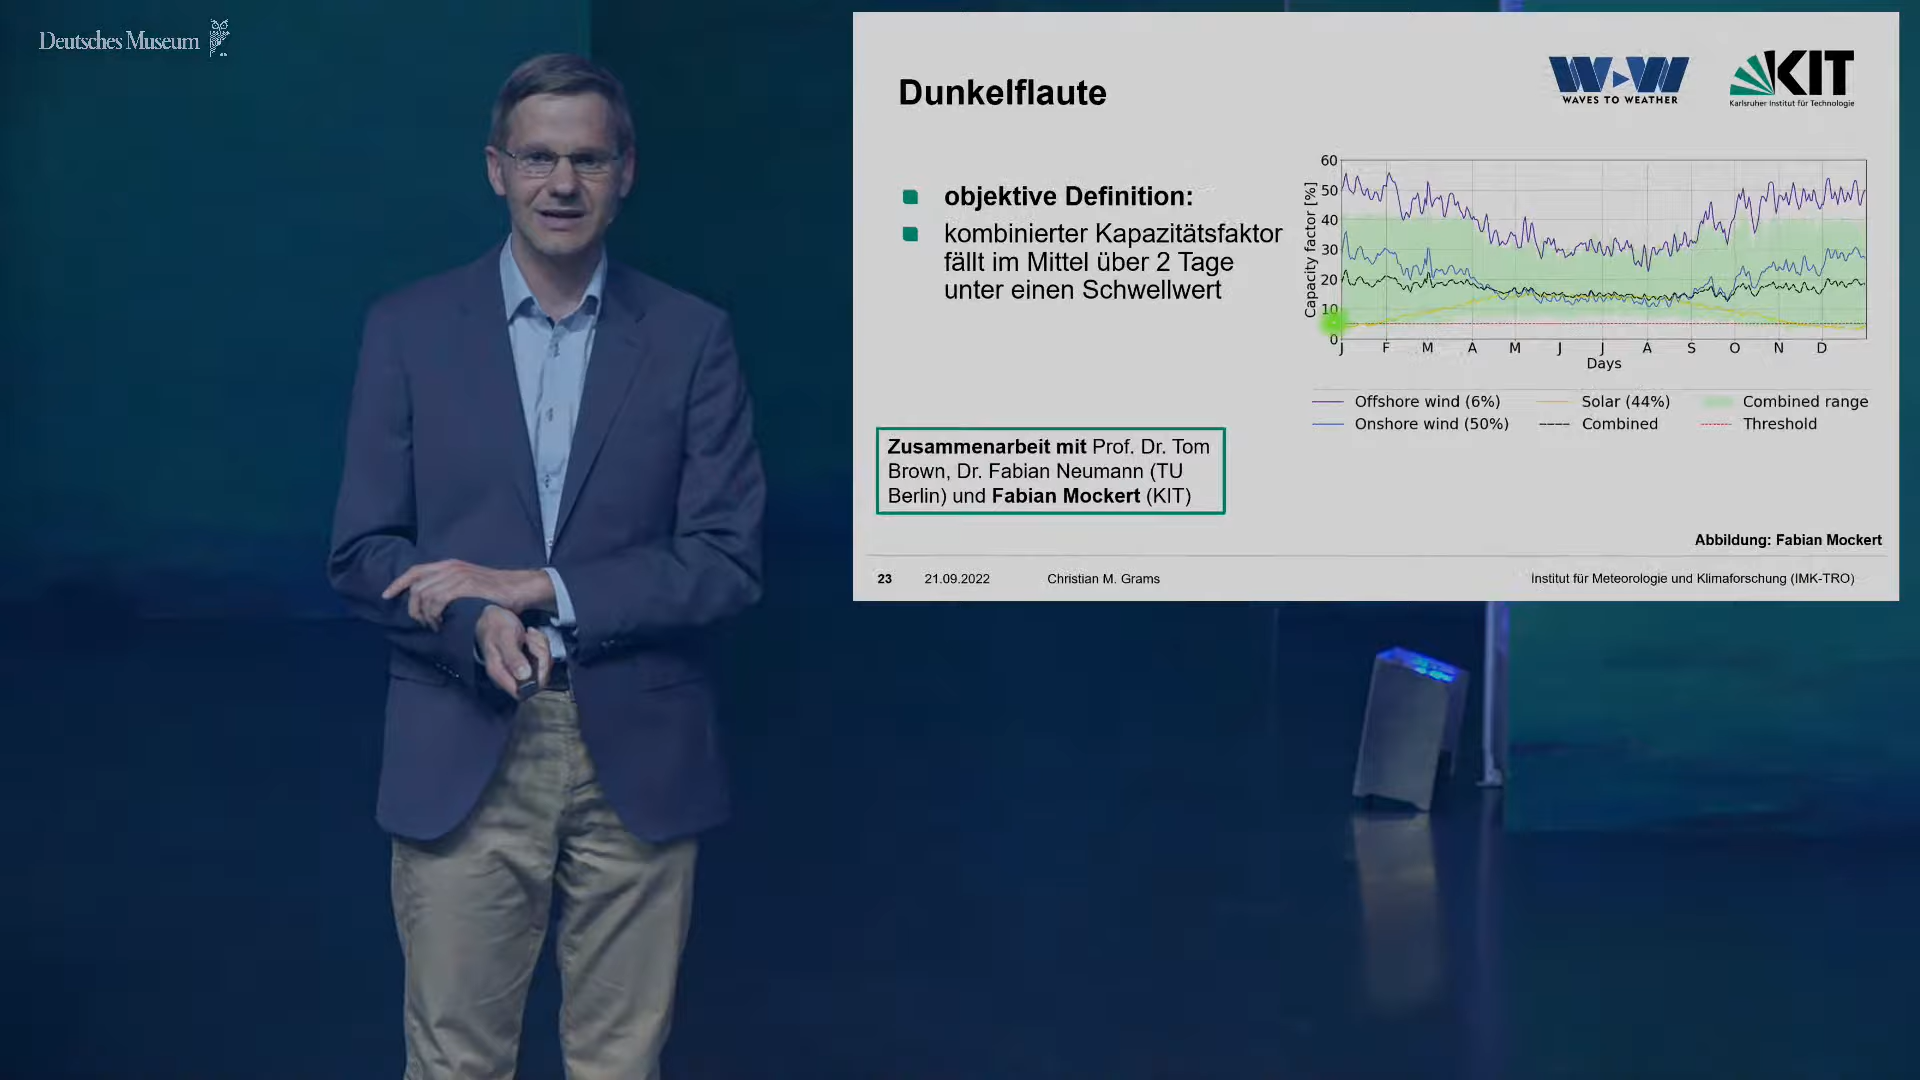 Deutsches Museum
Dunkelflaute
WAVES TO WEATHER
KIT
Karlsruher Institut für Technologie
objektive Definition:
kombinierter Kapazitätsfaktor
fällt im Mittel über 2 Tage
unter einen Schwellwert
Capacity factor [%]
60
50
40
30
20
10
0
J F M A M J J A S O N D
Days
Offshore wind (6%) Solar (44%) Combined range
Onshore wind (50%) Combined Threshold
Zusammenarbeit mit Prof. Dr. Tom
Brown, Dr. Fabian Neumann (TU
Berlin) und Fabian Mockert (KIT)
Abbildung: Fabian Mockert
23 21.09.2022 Christian M. Grams Institut für Meteorologie und Klimaforschung (IMK-TRO)